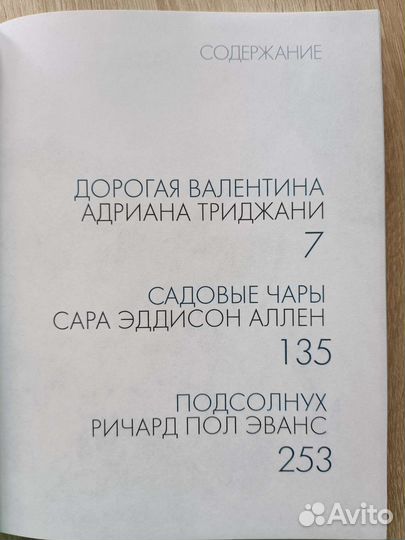 СОДЕРЖАНИЕ
ДОРОГАЯ ВАЛЕНТИНА
АДРИАНА ТРИДЖАНИ
7
САДОВЫЕ ЧАРЫ
САРА ЭДДИСОН АЛЛЕН
135
ПОДСОЛНУХ
РИЧАРД ПОЛ ЭВАНС
253
Avito